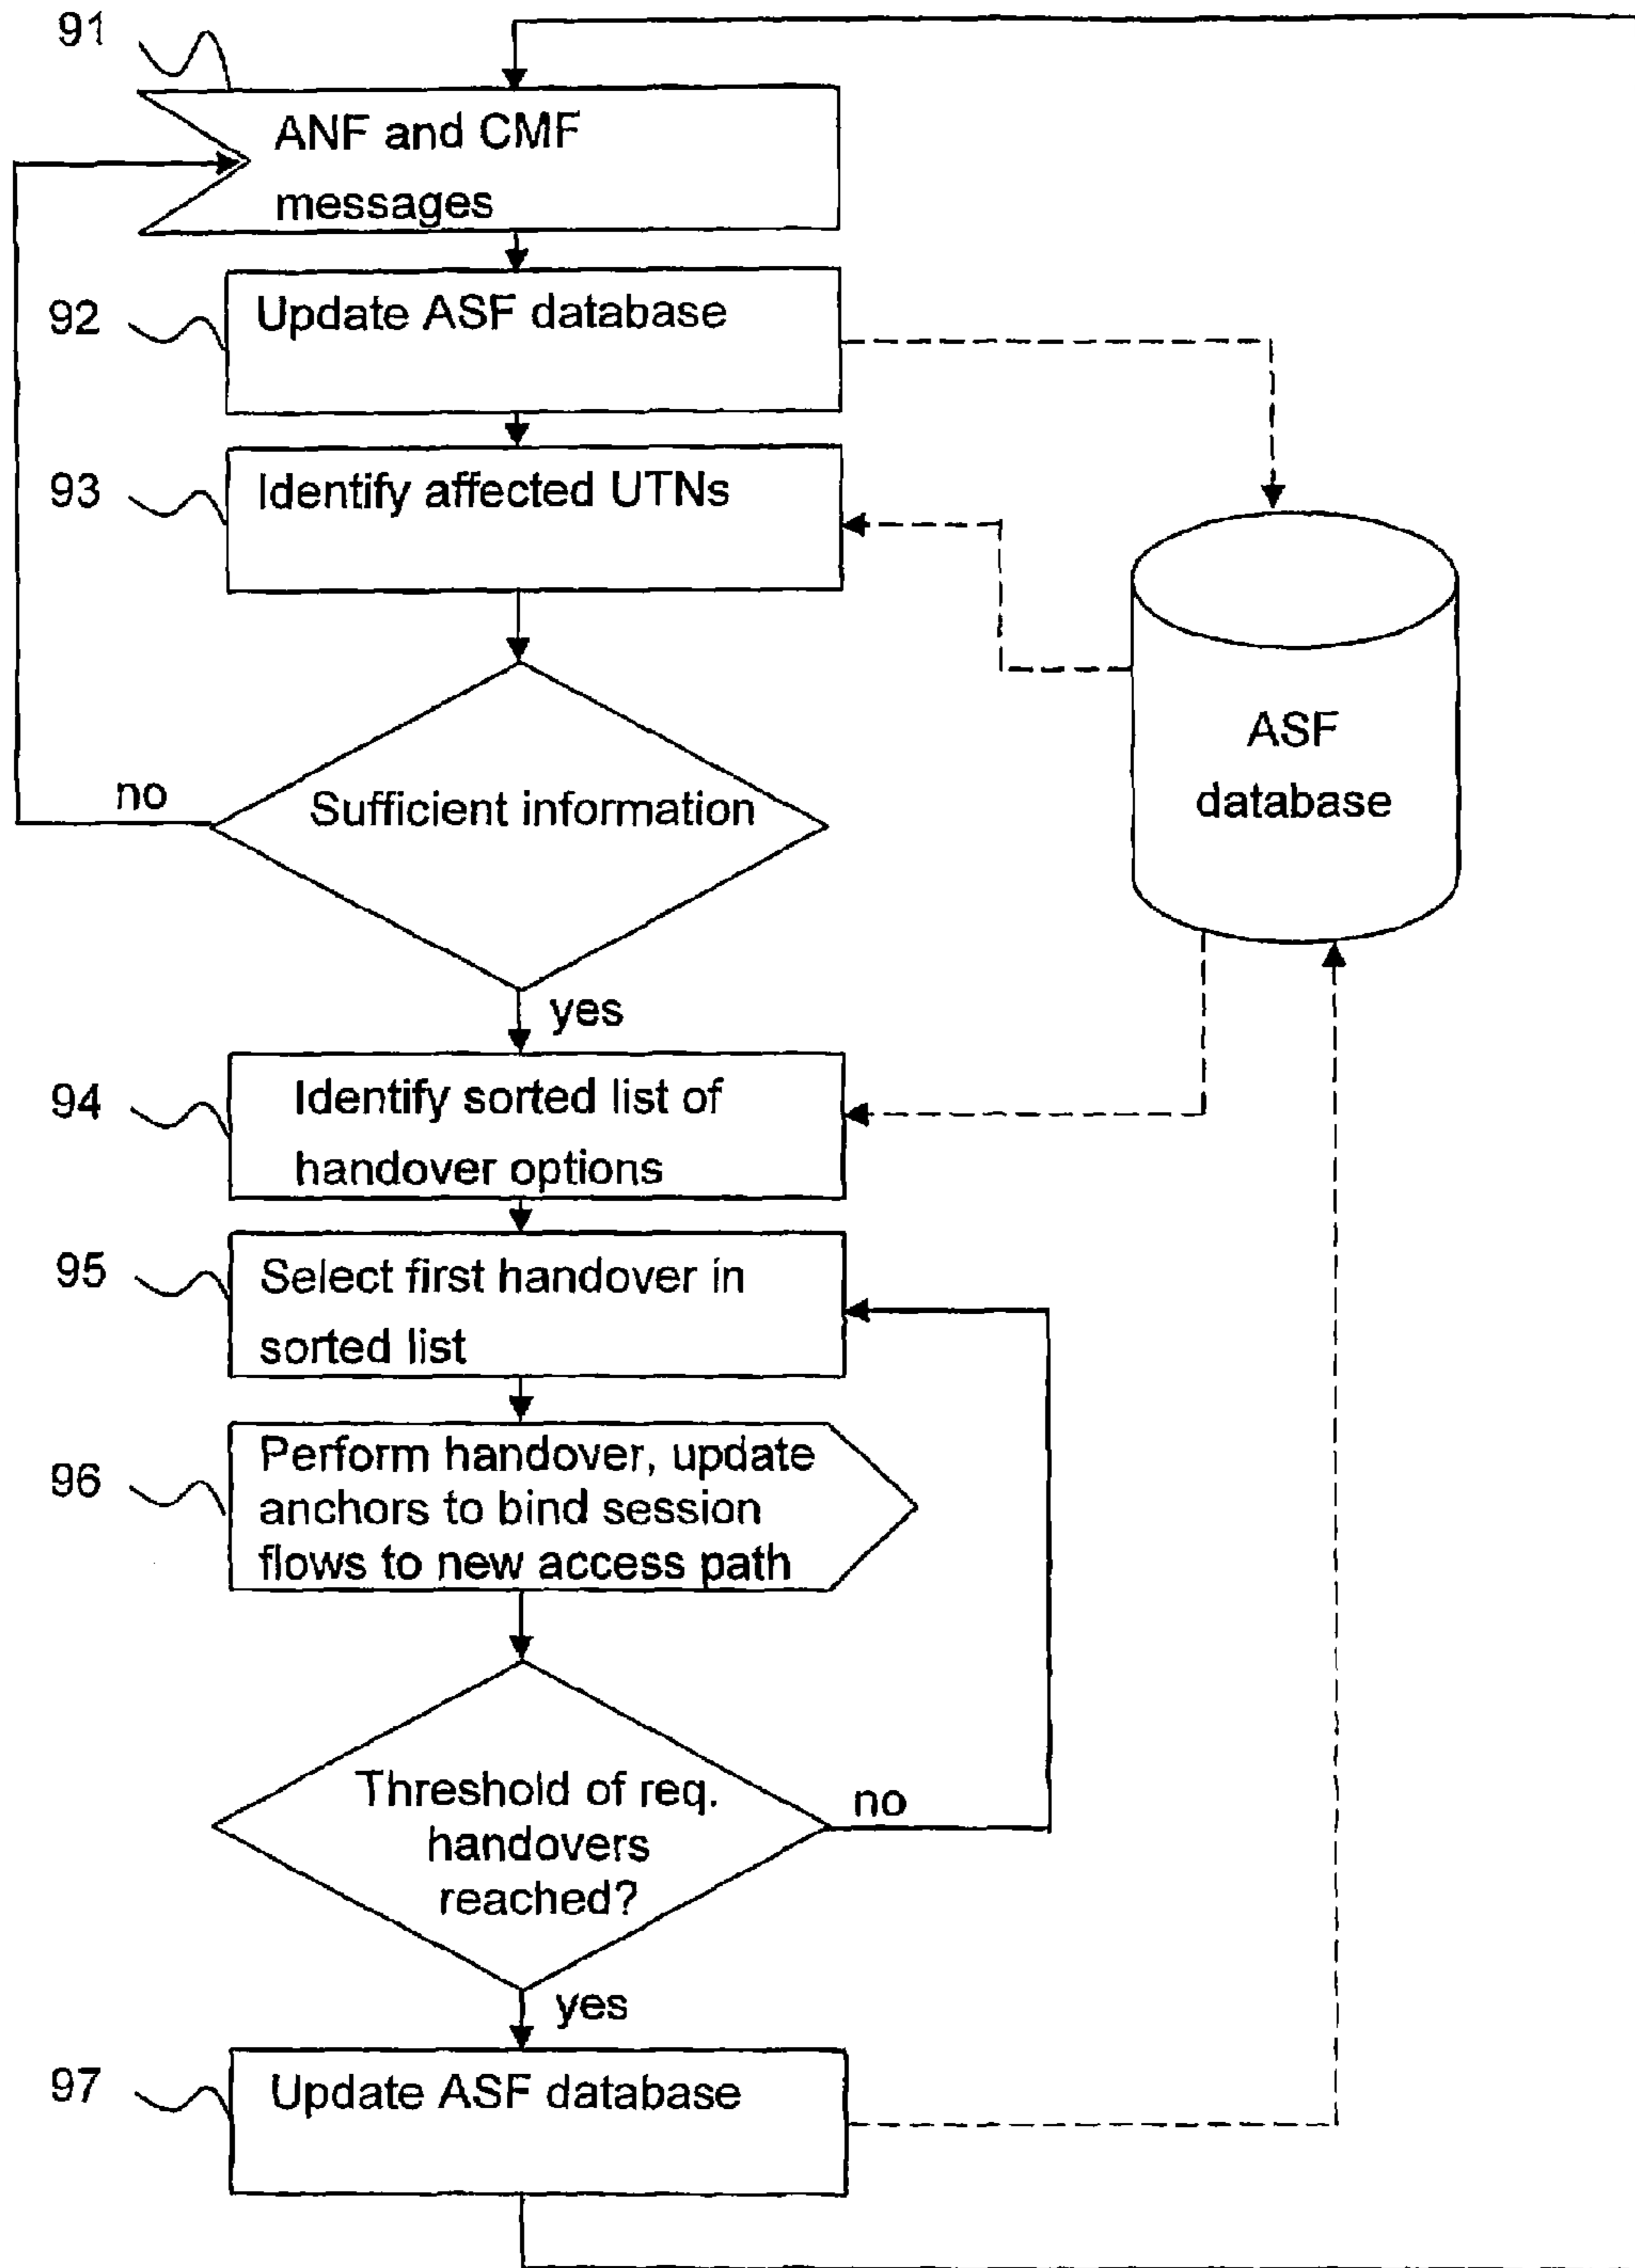 91
ANF and CMF
messages
92
Update ASF database
93
Identify affected UTNs
ASF
database
no
Sufficient information
yes
94
Identify sorted list of
handover options
95
Select first handover in
sorted list
96
Perform handover, update
anchors to bind session
flows to new access path
Threshold of req.
handovers
reached?
no
yes
97
Update ASF database